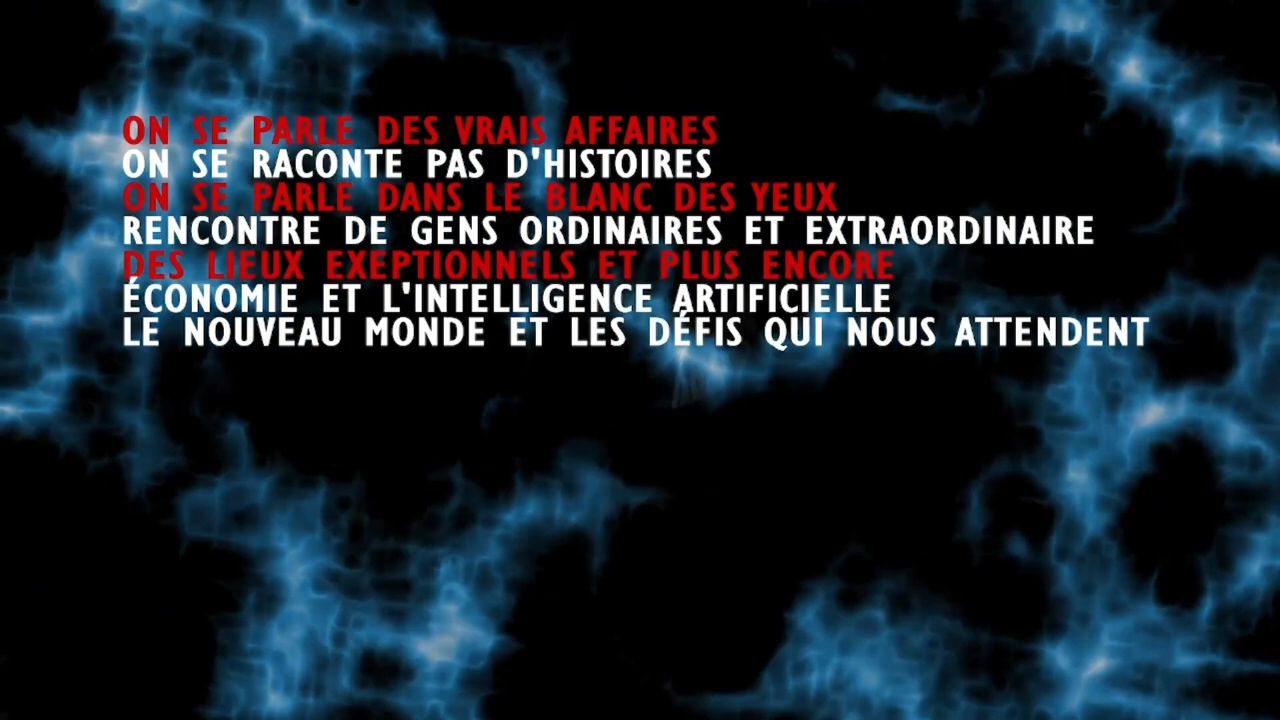 ON SE PARLE DES VRAIS AFFAIRES
ON SE RACONTE PAS D'HISTOIRES
ON SE PARLE DANS LE BLANC DES YEUX
RENCONTRE DE GENS ORDINAIRES ET EXTRAORDINAIRE
DES LIEUX EXEPTIONNELS ET PLUS ENCORE
ÉCONOMIE ET L'INTELLIGENCE ARTIFICIELLE
LE NOUVEAU MONDE ET LES DÉFIS QUI NOUS ATTENDENT